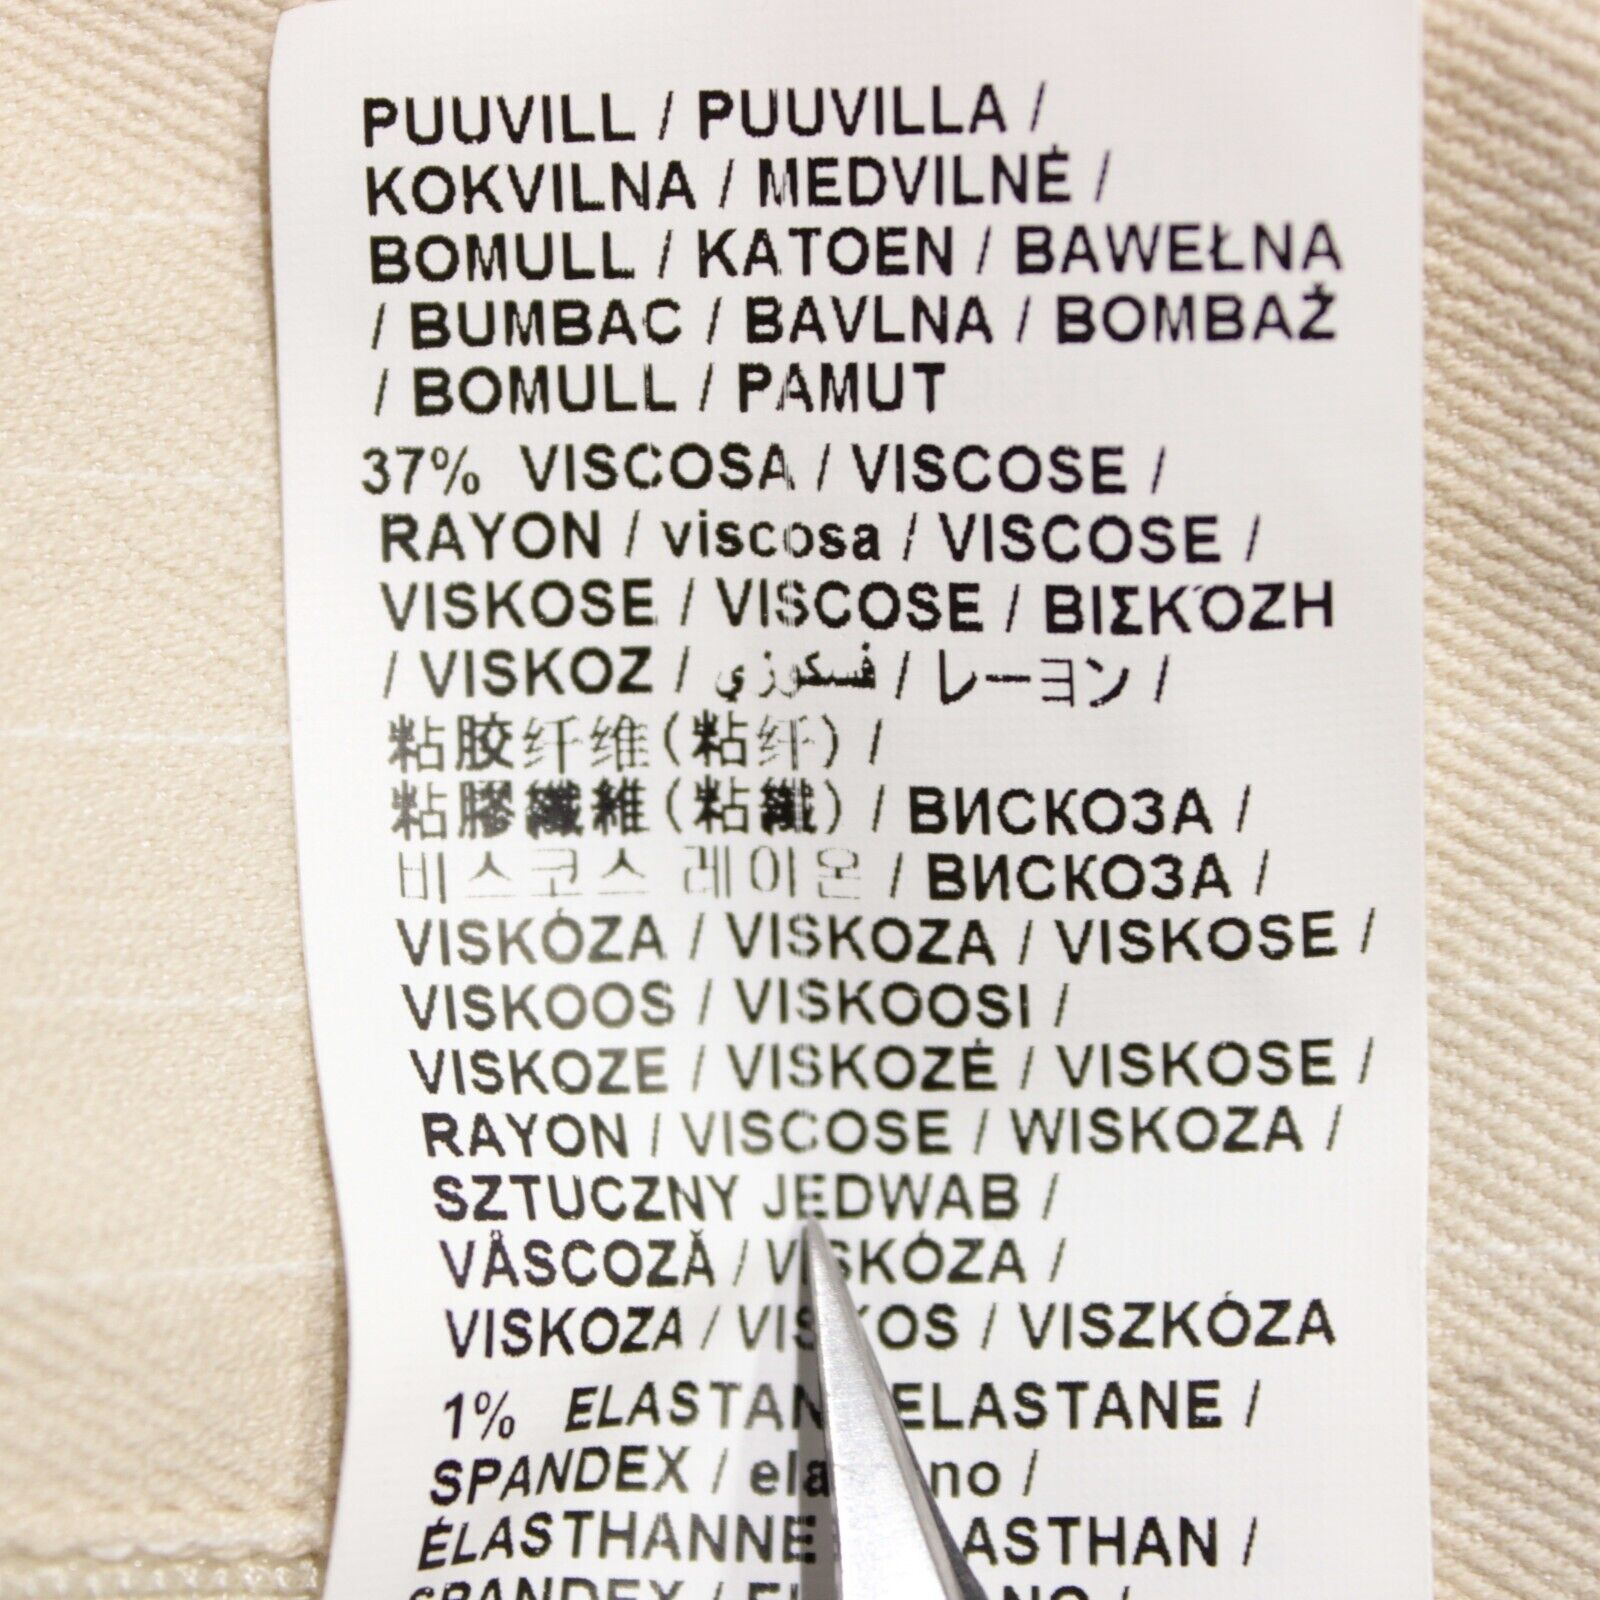 PUUVILL / PUUVILLA /
KOKVILNA / MEDVILNĖ /
BOMULL / KATOEN / BAWEŁNA
/ BUMBAC / BAVLNA / BOMBAŽ
/ BOMULL / PAMUT
37% VISCOSA / VISCOSE /
RAYON / viscosa / VISCOSE /
VISKOSE / VISCOSE / ΒΙΣΚΌΖΗ
/ VISKOZ / فسكوزي / レーヨン /
粘胶纤维(粘纤) /
粘膠纖維(粘纖) / ВИСКОЗА /
비스코스 레이온 / ВИСКОЗА /
VISKÓZA / VISKOZA / VISKOSE /
VISKOOS / VISKOOSI /
VISKOZE / VISKOZĖ / VISKOSE /
RAYON / VISCOSE / WISKOZA /
SZTUCZNY JEDWAB /
VÂSCOZĂ / VISKÓZA /
VISKOZA / VISKOS / VISZKÓZA
1% ELASTAN ELASTANE /
SPANDEX / /
ÉLASTHANNE /
SPANDEX /